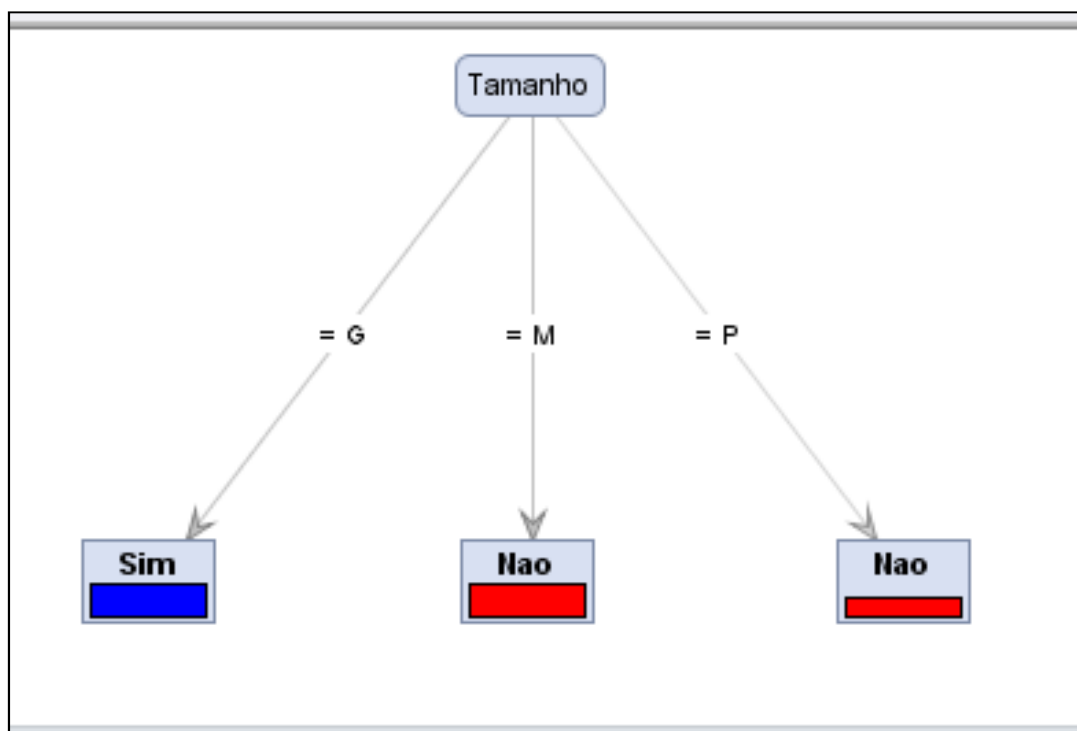 Tamanho
= G
= M
= P
Sim
Nao
Nao